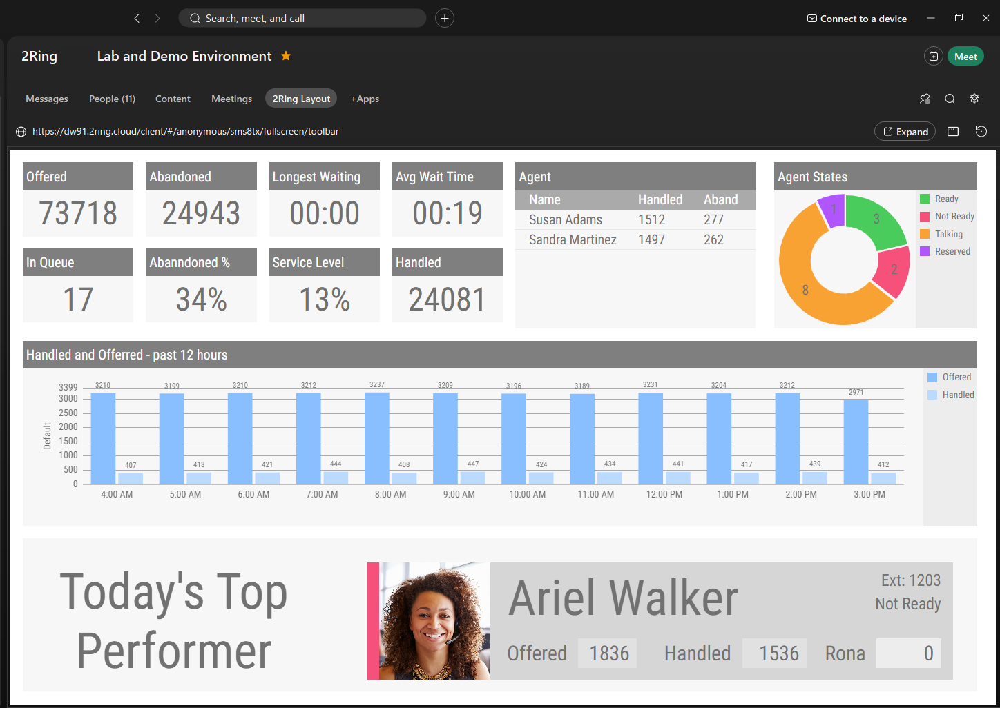 Search, meet, and call
Connect to a device
2Ring
Lab and Demo Environment
Meet
Messages
People (11)
Content
Meetings
2Ring Layout
+Apps
https://dw91.2ring.cloud/client/#/anonymous/sms8tx/fullscreen/toolbar
Expand
Offered
73718
Abandoned
24943
Longest Waiting
00:00
Avg Wait Time
00:19
In Queue
17
Abanndoned %
34%
Service Level
13%
Handled
24081
Agent
Name Handled Aband
Susan Adams 1512 277
Sandra Martinez 1497 262
Agent States
1
3
2
8
Ready
Not Ready
Talking
Reserved
Handled and Offerred - past 12 hours
Default
3399
3000
2500
2000
1500
1000
500
0
3210 3199 3210 3212 3237 3209 3196 3189 3231 3204 3212 2971
407 418 421 444 408 447 424 434 441 417 439 412
4:00 AM 5:00 AM 6:00 AM 7:00 AM 8:00 AM 9:00 AM 10:00 AM 11:00 AM 12:00 PM 1:00 PM 2:00 PM 3:00 PM
Offered
Handled
Today's Top
Performer
Ariel Walker
Ext: 1203
Not Ready
Offered 1836 Handled 1536 Rona 0